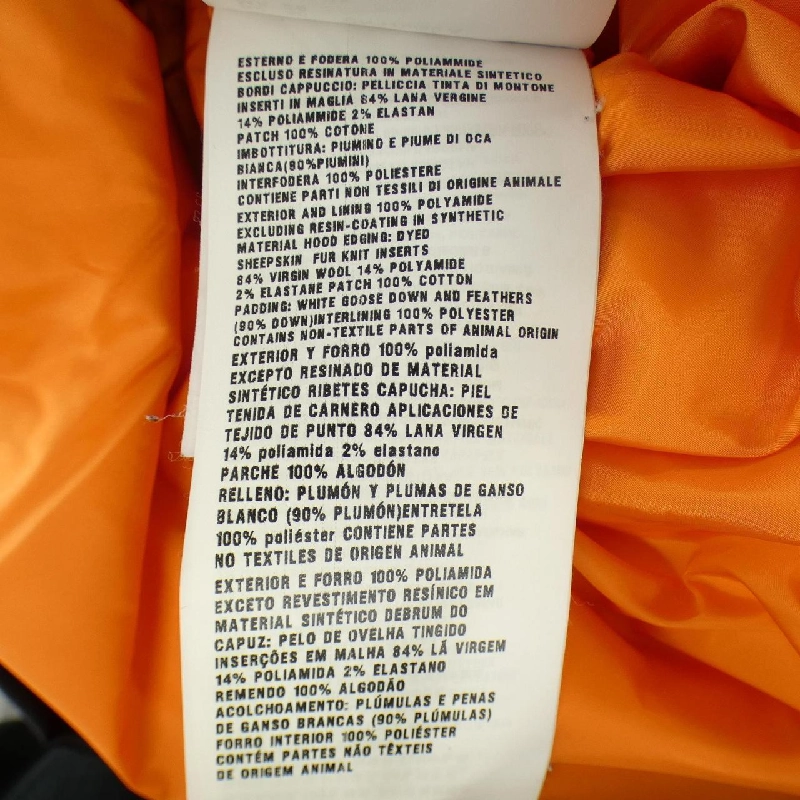 ESTERNO E FODERA 100% POLIAMMIDE
ESCLUSO RESINATURA IN MATERIALE SINTETICO
BORDI CAPPUCCIO: PELLICCIA TINTA DI MONTONE
INSERTI IN MAGLIA 84% LANA VERGINE
14% POLIAMMIDE 2% ELASTAN
PATCH 100% COTONE
IMBOTTITURA: PIUMINO E PIUME DI OCA
BIANCA(90%PIUMINI)
INTERFODERA 100% POLIESTERE
CONTIENE PARTI NON TESSILI DI ORIGINE ANIMALE
EXTERIOR AND LINING 100% POLYAMIDE
EXCLUDING RESIN-COATING IN SYNTHETIC
MATERIAL HOOD EDGING: DYED
SHEEPSKIN FUR KNIT INSERTS
84% VIRGIN WOOL 14% POLYAMIDE
2% ELASTANE PATCH 100% COTTON
PADDING: WHITE GOOSE DOWN AND FEATHERS
(90% DOWN)INTERLINING 100% POLYESTER
CONTAINS NON-TEXTILE PARTS OF ANIMAL ORIGIN
EXTERIOR Y FORRO 100% poliamida
EXCEPTO RESINADO DE MATERIAL
SINTÉTICO RIBETES CAPUCHA: PIEL
TENIDA DE CARNERO APLICACIONES DE
TEJIDO DE PUNTO 84% LANA VIRGEN
14% poliamida 2% elastano
PARCHE 100% ALGODÓN
RELLENO: PLUMÓN Y PLUMAS DE GANSO
BLANCO (90% PLUMÓN)ENTRETELA
100% poliéster CONTIENE PARTES
NO TEXTILES DE ORIGEN ANIMAL
EXTERIOR E FORRO 100% POLIAMIDA
EXCETO REVESTIMENTO RESÍNICO EM
MATERIAL SINTÉTICO DEBRUM DO
CAPUZ: PELO DE OVELHA TINGIDO
INSERÇÕES EM MALHA 84% LÃ VIRGEM
14% POLIAMIDA 2% ELASTANO
REMENDO 100% ALGODÃO
ACOLCHOAMENTO: PLÚMULAS E PENAS
DE GANSO BRANCAS (90% PLÚMULAS)
FORRO INTERIOR 100% POLIÉSTER
CONTÉM PARTES NÃO TÊXTEIS
DE ORIGEM ANIMAL